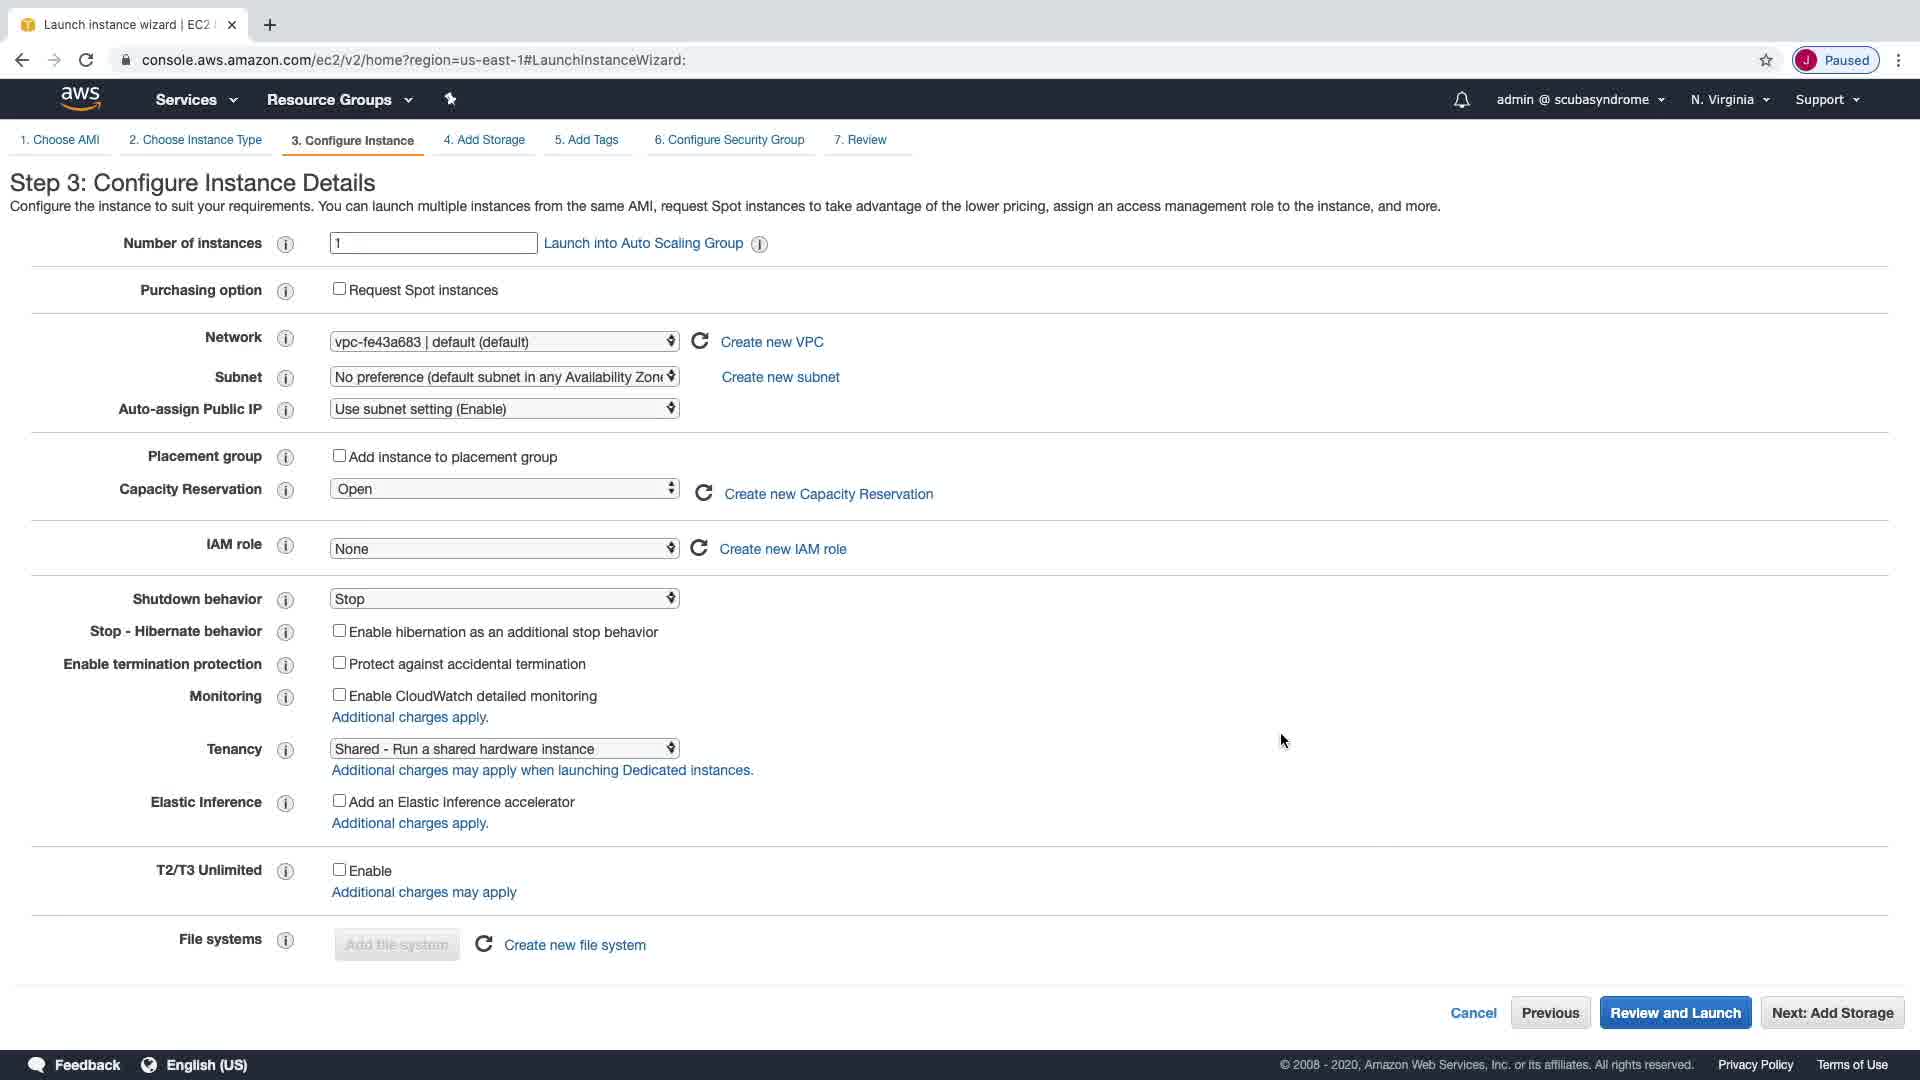 Launch instance wizard | EC2
console.aws.amazon.com/ec2/v2/home?region=us-east-1#LaunchInstanceWizard:
J Paused
aws Services Resource Groups admin @ scubasyndrome N. Virginia Support
1. Choose AMI 2. Choose Instance Type 3. Configure Instance 4. Add Storage 5. Add Tags 6. Configure Security Group 7. Review
Step 3: Configure Instance Details
Configure the instance to suit your requirements. You can launch multiple instances from the same AMI, request Spot instances to take advantage of the lower pricing, assign an access management role to the instance, and more.
Number of instances i 1 Launch into Auto Scaling Group i
Purchasing option i Request Spot instances
Network i vpc-fe43a683 | default (default) Create new VPC
Subnet i No preference (default subnet in any Availability Zone Create new subnet
Auto-assign Public IP i Use subnet setting (Enable)
Placement group i Add instance to placement group
Capacity Reservation i Open Create new Capacity Reservation
IAM role i None Create new IAM role
Shutdown behavior i Stop
Stop - Hibernate behavior i Enable hibernation as an additional stop behavior
Enable termination protection i Protect against accidental termination
Monitoring i Enable CloudWatch detailed monitoring
Additional charges apply.
Tenancy i Shared - Run a shared hardware instance
Additional charges may apply when launching Dedicated instances.
Elastic Inference i Add an Elastic Inference accelerator
Additional charges apply.
T2/T3 Unlimited i Enable
Additional charges may apply
File systems i Add file system Create new file system
Cancel Previous Review and Launch Next: Add Storage
Feedback English (US) © 2008 - 2020, Amazon Web Services, Inc. or its affiliates. All rights reserved. Privacy Policy Terms of Use